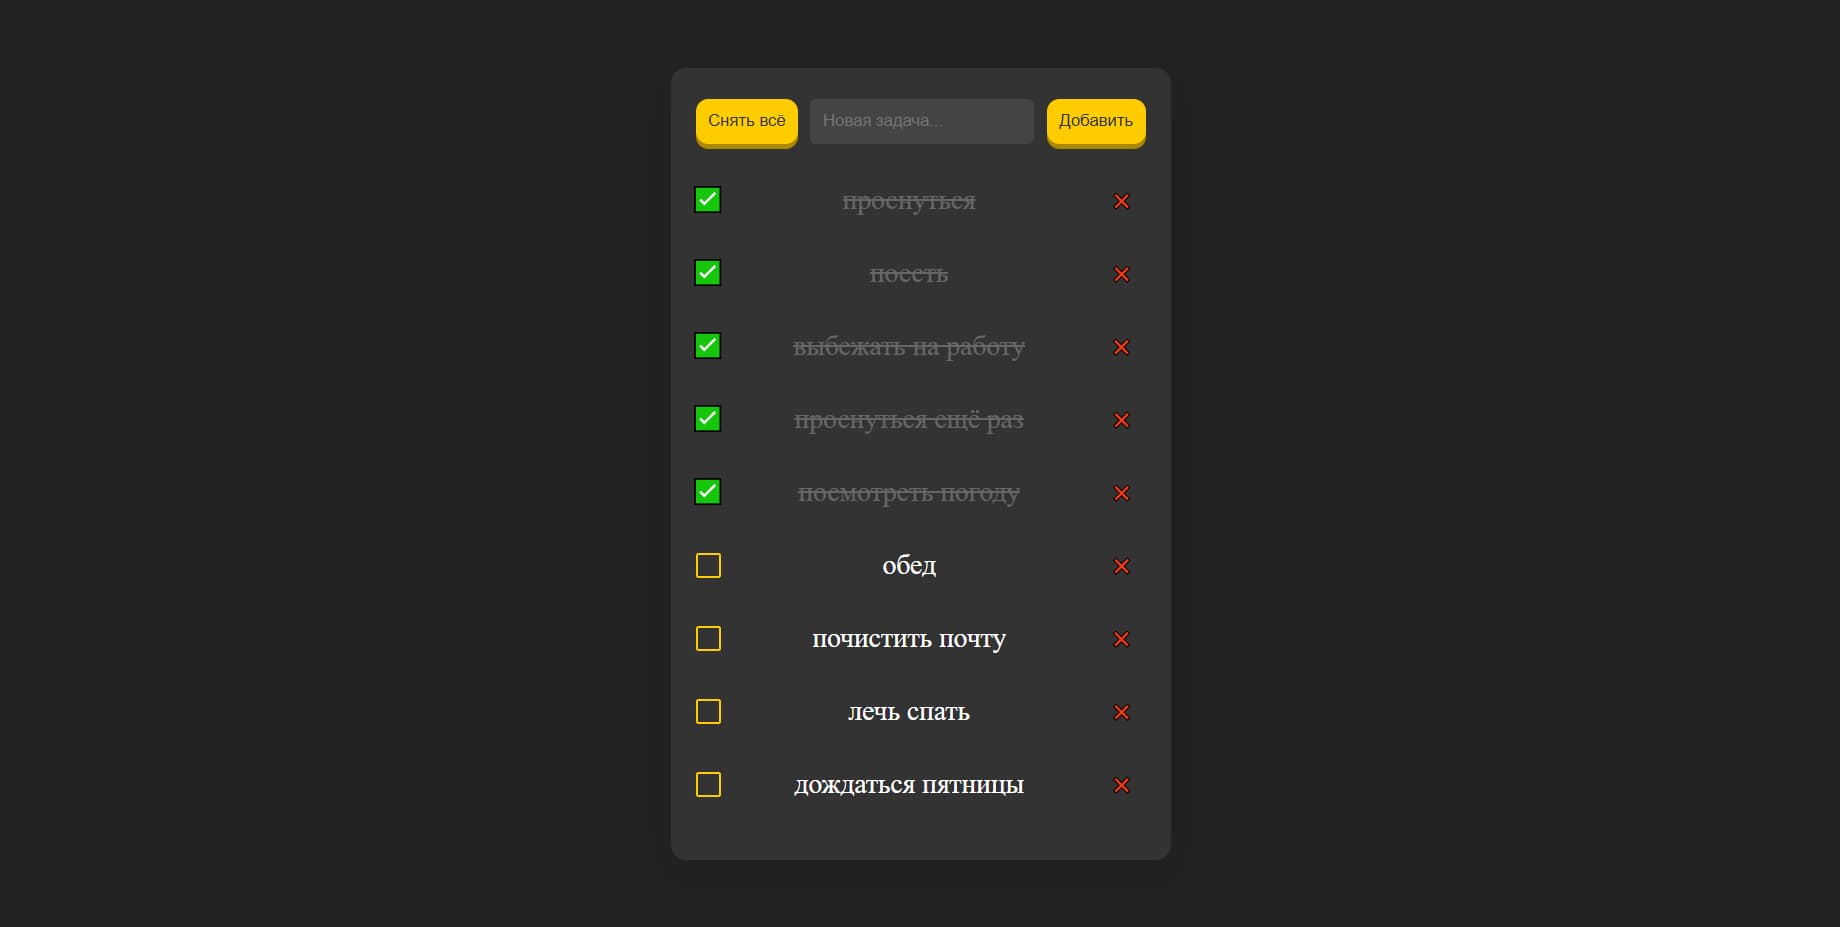 Снять всё
Новая задача...
Добавить
проснуться
поесть
выбежать на работу
проснуться ещё раз
посмотреть погоду
обед
почистить почту
лечь спать
дождаться пятницы